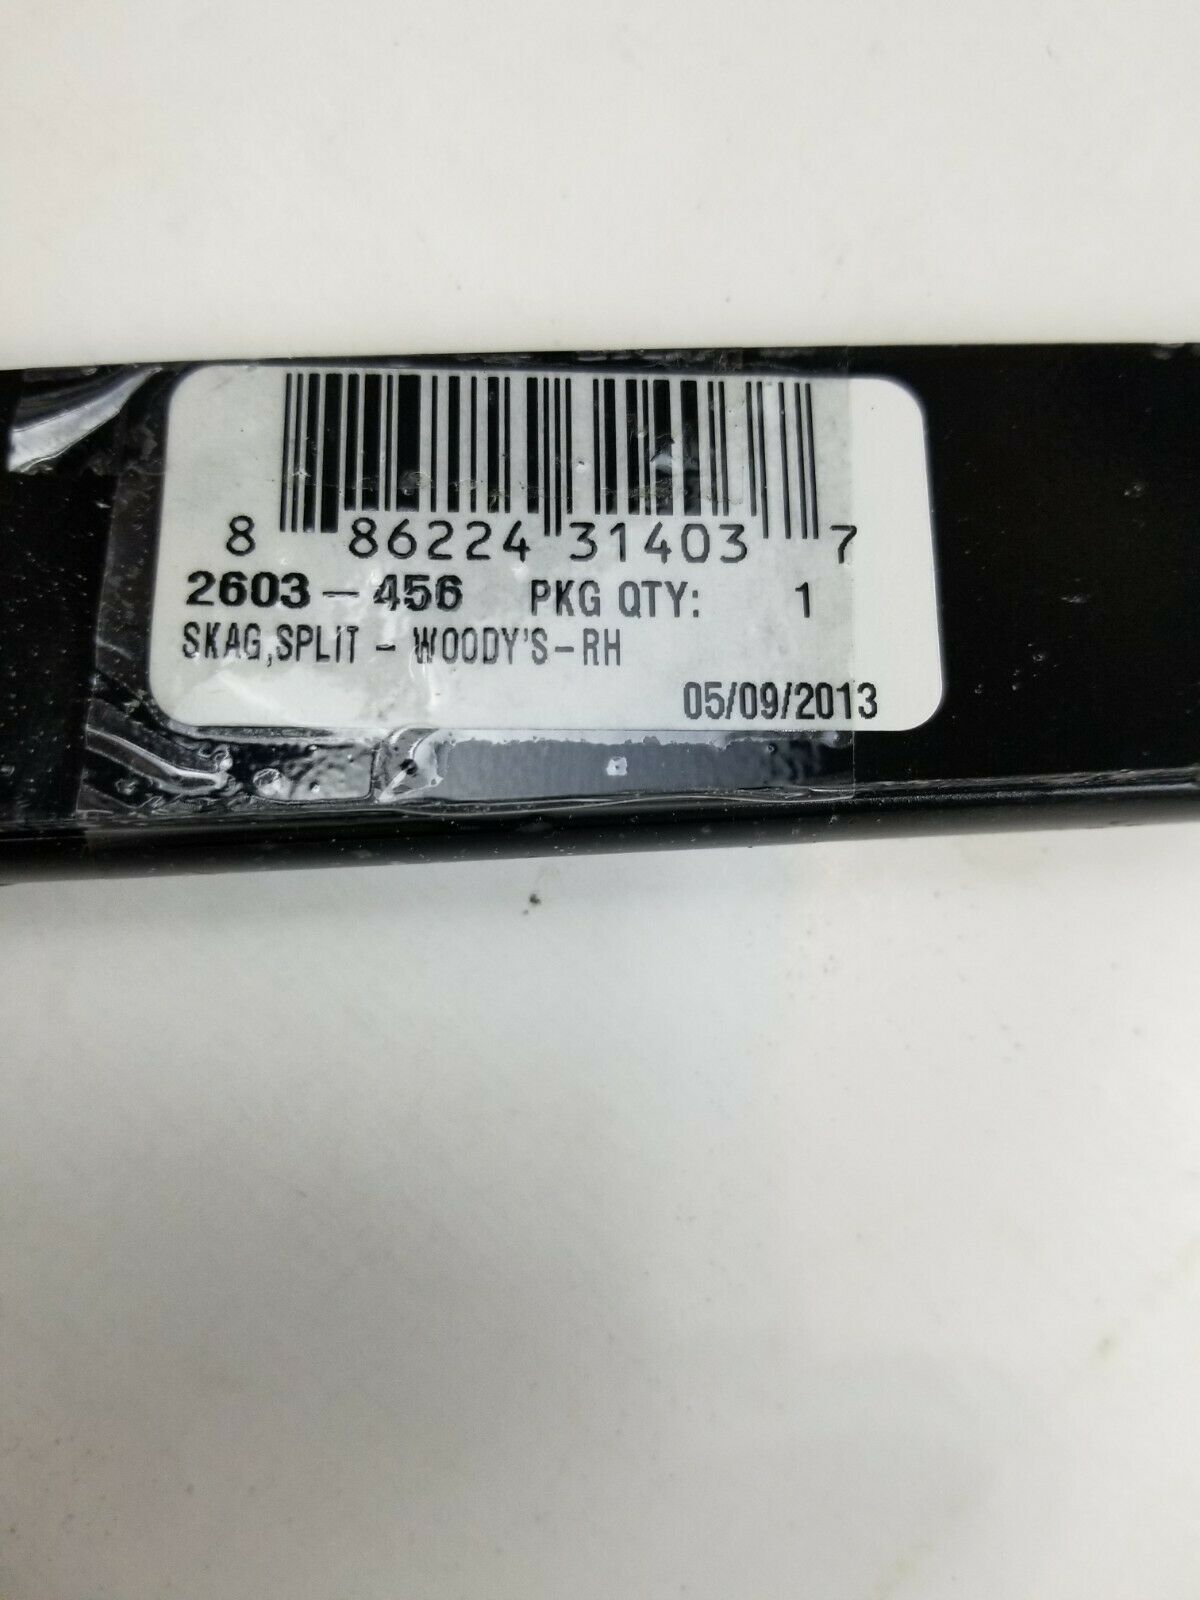 8 86224 31403 7
2603-456 PKG QTY: 1
SKAG,SPLIT - WOODY'S-RH
05/09/2013